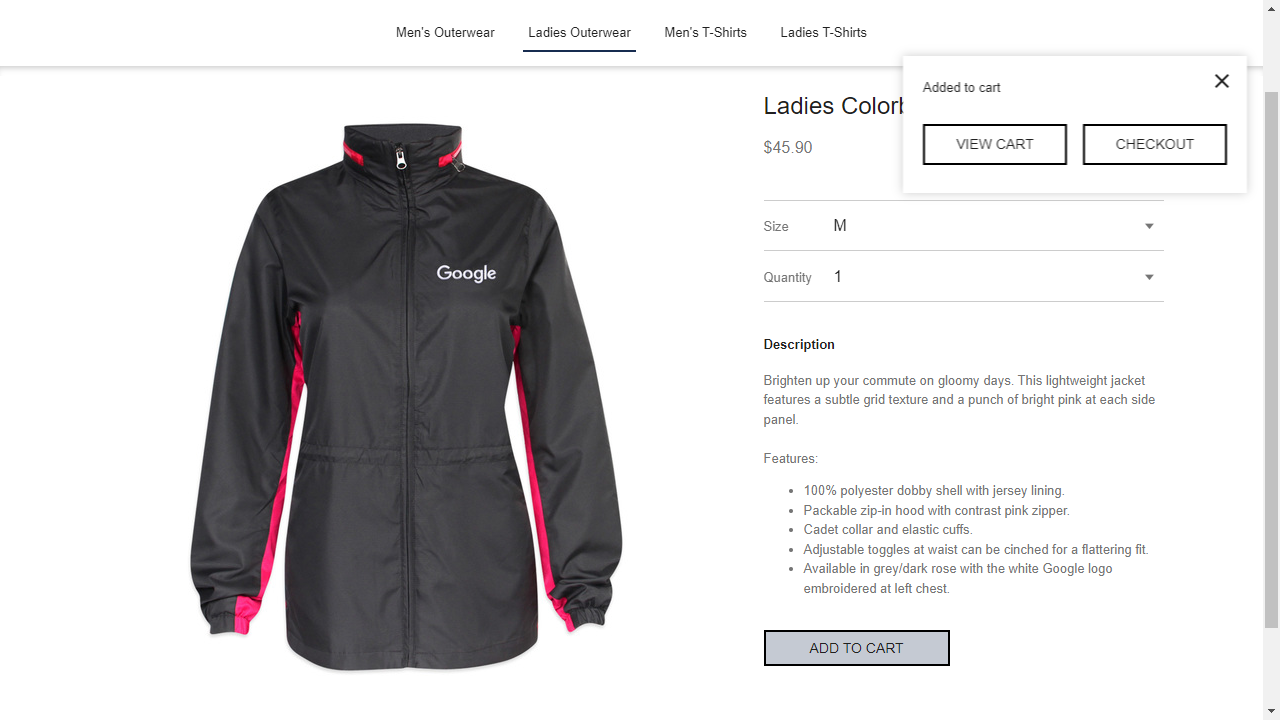 Men's Outerwear
Ladies Outerwear
Men's T-Shirts
Ladies T-Shirts
Added to cart
VIEW CART
CHECKOUT
Ladies
$45.90
Size M
Quantity 1
Google
Description
Brighten up your commute on gloomy days. This lightweight jacket
features a subtle grid texture and a punch of bright pink at each side
panel.
Features:
100% polyester dobby shell with jersey lining.
Packable zip-in hood with contrast pink zipper.
Cadet collar and elastic cuffs.
Adjustable toggles at waist can be cinched for a flattering fit.
Available in grey/dark rose with the white Google logo
embroidered at left chest.
ADD TO CART